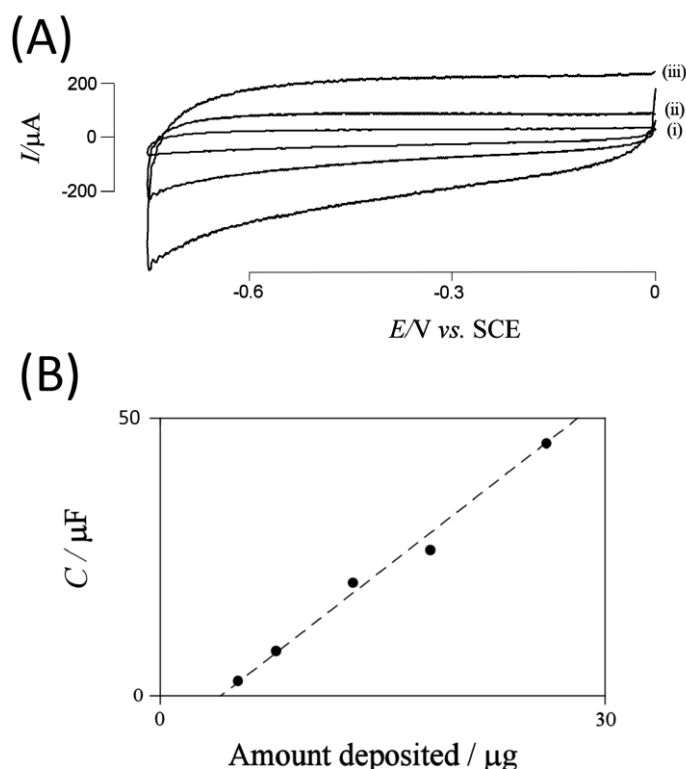 (A)
200
0
-200
I/µA
(iii)
(ii)
(i)
-0.6
-0.3
0
E/V vs. SCE
(B)
50
0
C / µF
0
30
Amount deposited / µg